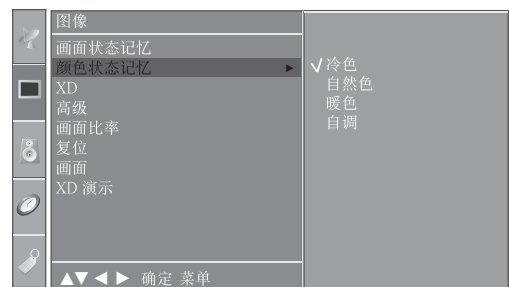 图像
画面状态记忆
颜色状态记忆
XD
高级
画面比率
复位
画面
XD 演示
确定 菜单
冷色
自然色
暖色
自调